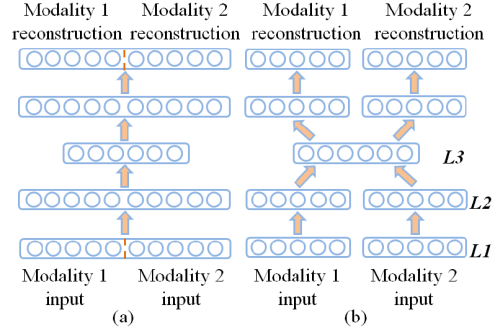 Modality 1 Modality 2 Modality 1 Modality 2
reconstruction reconstruction reconstruction reconstruction
L3
L2
L1
Modality 1 Modality 2 Modality 1 Modality 2
input input input input
(a) (b)